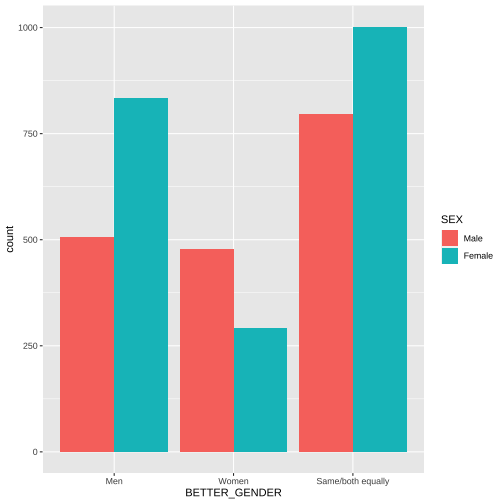 1000
750
500
250
0
count
Men
Women
Same/both equally
BETTER_GENDER
SEX
Male
Female